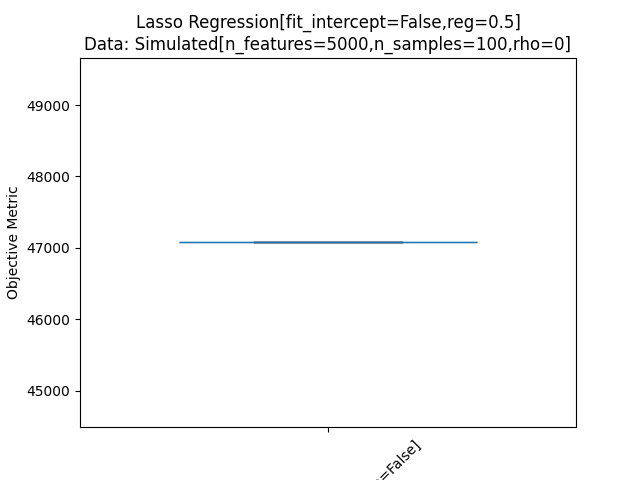 Lasso Regression[fit_intercept=False,reg=0.5]
Data: Simulated[n_features=5000,n_samples=100,rho=0]
49000
48000
47000
46000
45000
Objective Metric
=False]